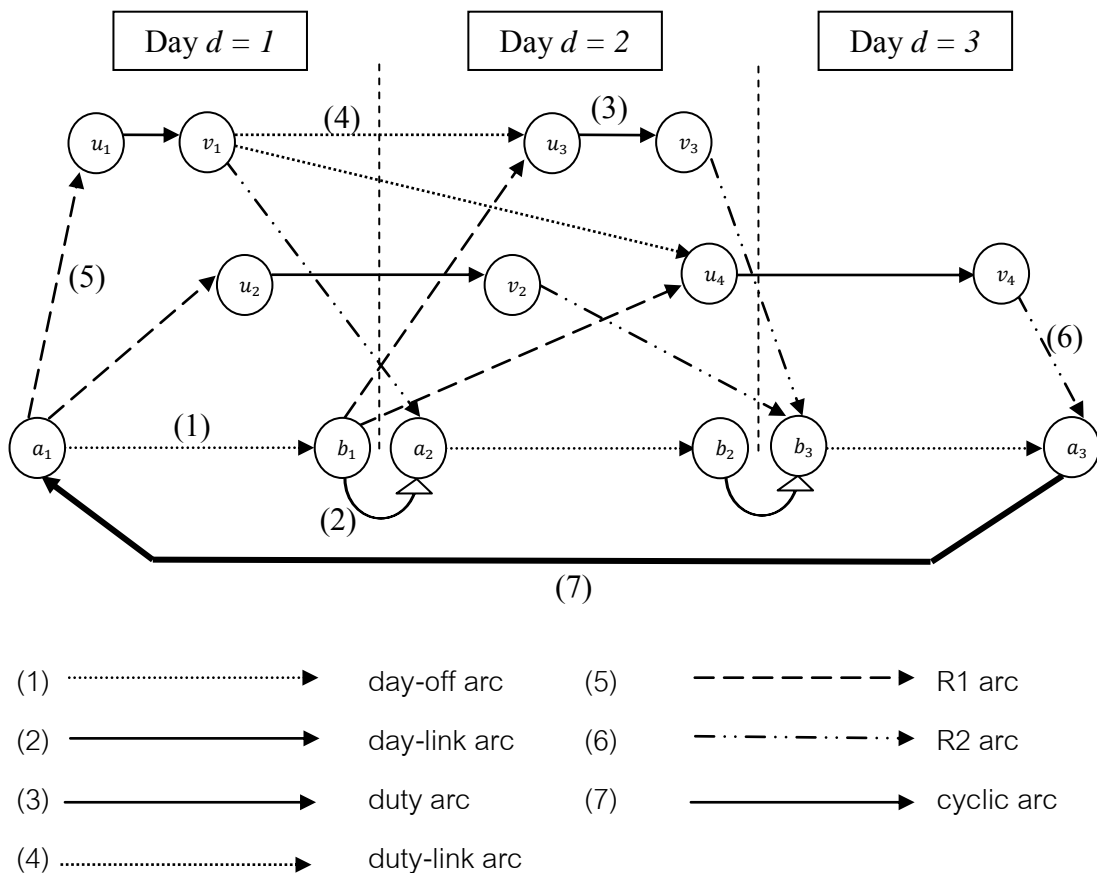 Day d = 1
Day d = 2
Day d = 3
(4)
(3)
u₁
v₁
u₃
v₃
(5)
u₂
v₂
u₄
v₄
(6)
(1)
a₁
b₁
a₂
b₂
b₃
a₃
(2)
(7)
(1) day-off arc
(5) R1 arc
(2) day-link arc
(6) R2 arc
(3) duty arc
(7) cyclic arc
(4) duty-link arc